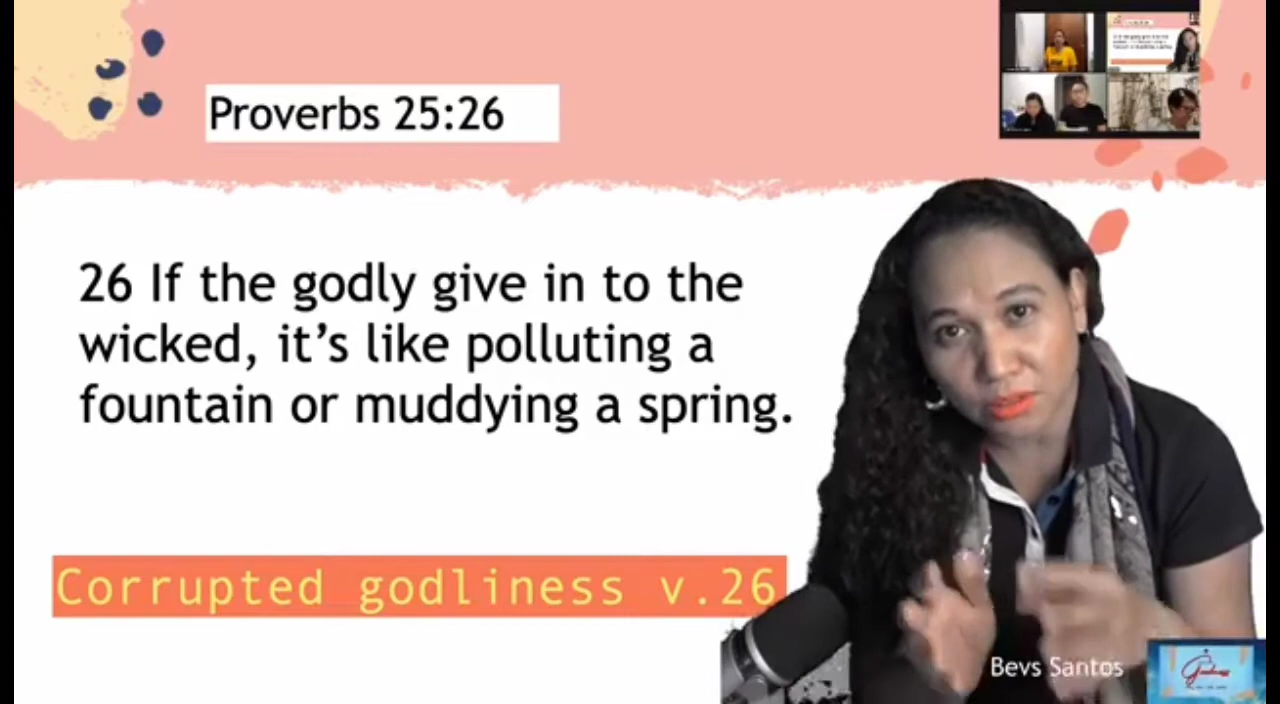 Proverbs 25:26
26 If the godly give in to the
wicked, it's like polluting a
fountain or muddying a spring.
Corrupted godliness v.26
Bevs Santos